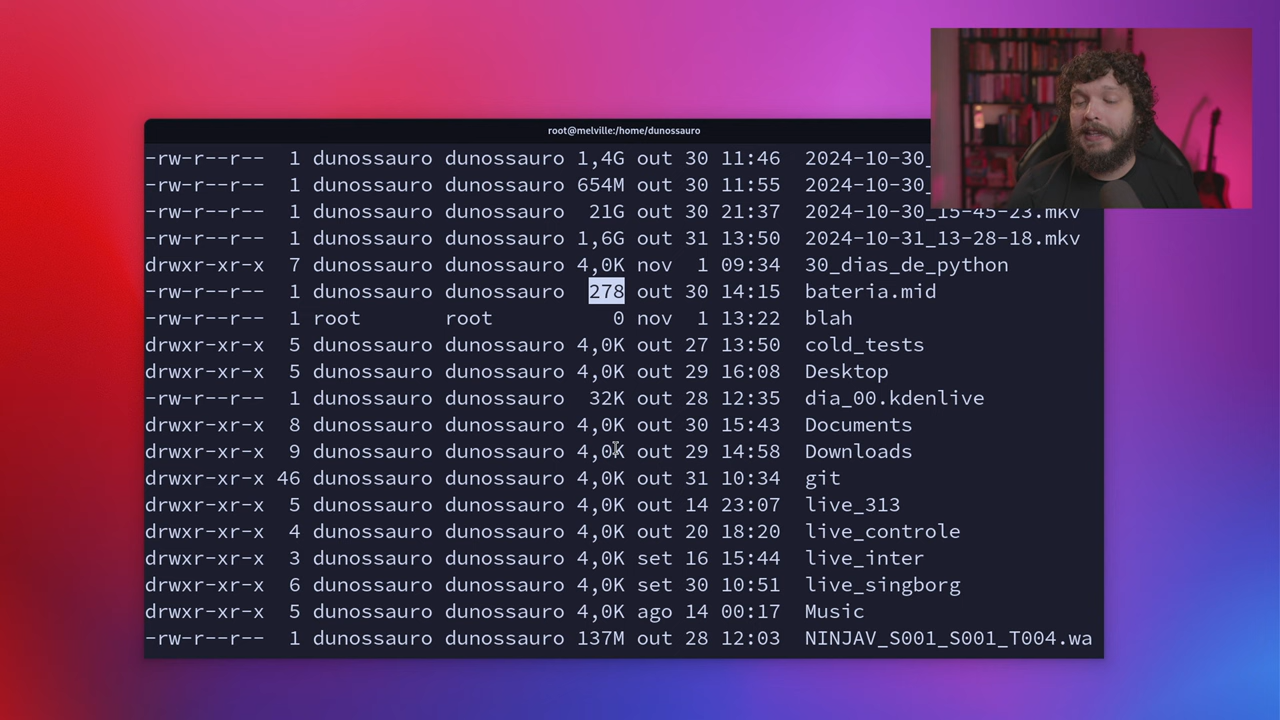 root@melville:/home/dunossauro
-rw-r--r-- 1 dunossauro dunossauro 1,4G out 30 11:46 2024-10-30_
-rw-r--r-- 1 dunossauro dunossauro 654M out 30 11:55 2024-10-30_
-rw-r--r-- 1 dunossauro dunossauro 21G out 30 21:37 2024-10-30_15-45-23.mkv
-rw-r--r-- 1 dunossauro dunossauro 1,6G out 31 13:50 2024-10-31_13-28-18.mkv
drwxr-xr-x 7 dunossauro dunossauro 4,0K nov 1 09:34 30_dias_de_python
-rw-r--r-- 1 dunossauro dunossauro 278 out 30 14:15 bateria.mid
-rw-r--r-- 1 root root 0 nov 1 13:22 blah
drwxr-xr-x 5 dunossauro dunossauro 4,0K out 27 13:50 cold_tests
drwxr-xr-x 5 dunossauro dunossauro 4,0K out 29 16:08 Desktop
-rw-r--r-- 1 dunossauro dunossauro 32K out 28 12:35 dia_00.kdenlive
drwxr-xr-x 8 dunossauro dunossauro 4,0K out 30 15:43 Documents
drwxr-xr-x 9 dunossauro dunossauro 4,0K out 29 14:58 Downloads
drwxr-xr-x 46 dunossauro dunossauro 4,0K out 31 10:34 git
drwxr-xr-x 5 dunossauro dunossauro 4,0K out 14 23:07 live_313
drwxr-xr-x 4 dunossauro dunossauro 4,0K out 20 18:20 live_controle
drwxr-xr-x 3 dunossauro dunossauro 4,0K set 16 15:44 live_inter
drwxr-xr-x 6 dunossauro dunossauro 4,0K set 30 10:51 live_singborg
drwxr-xr-x 5 dunossauro dunossauro 4,0K ago 14 00:17 Music
-rw-r--r-- 1 dunossauro dunossauro 137M out 28 12:03 NINJAV_S001_S001_T004.wa